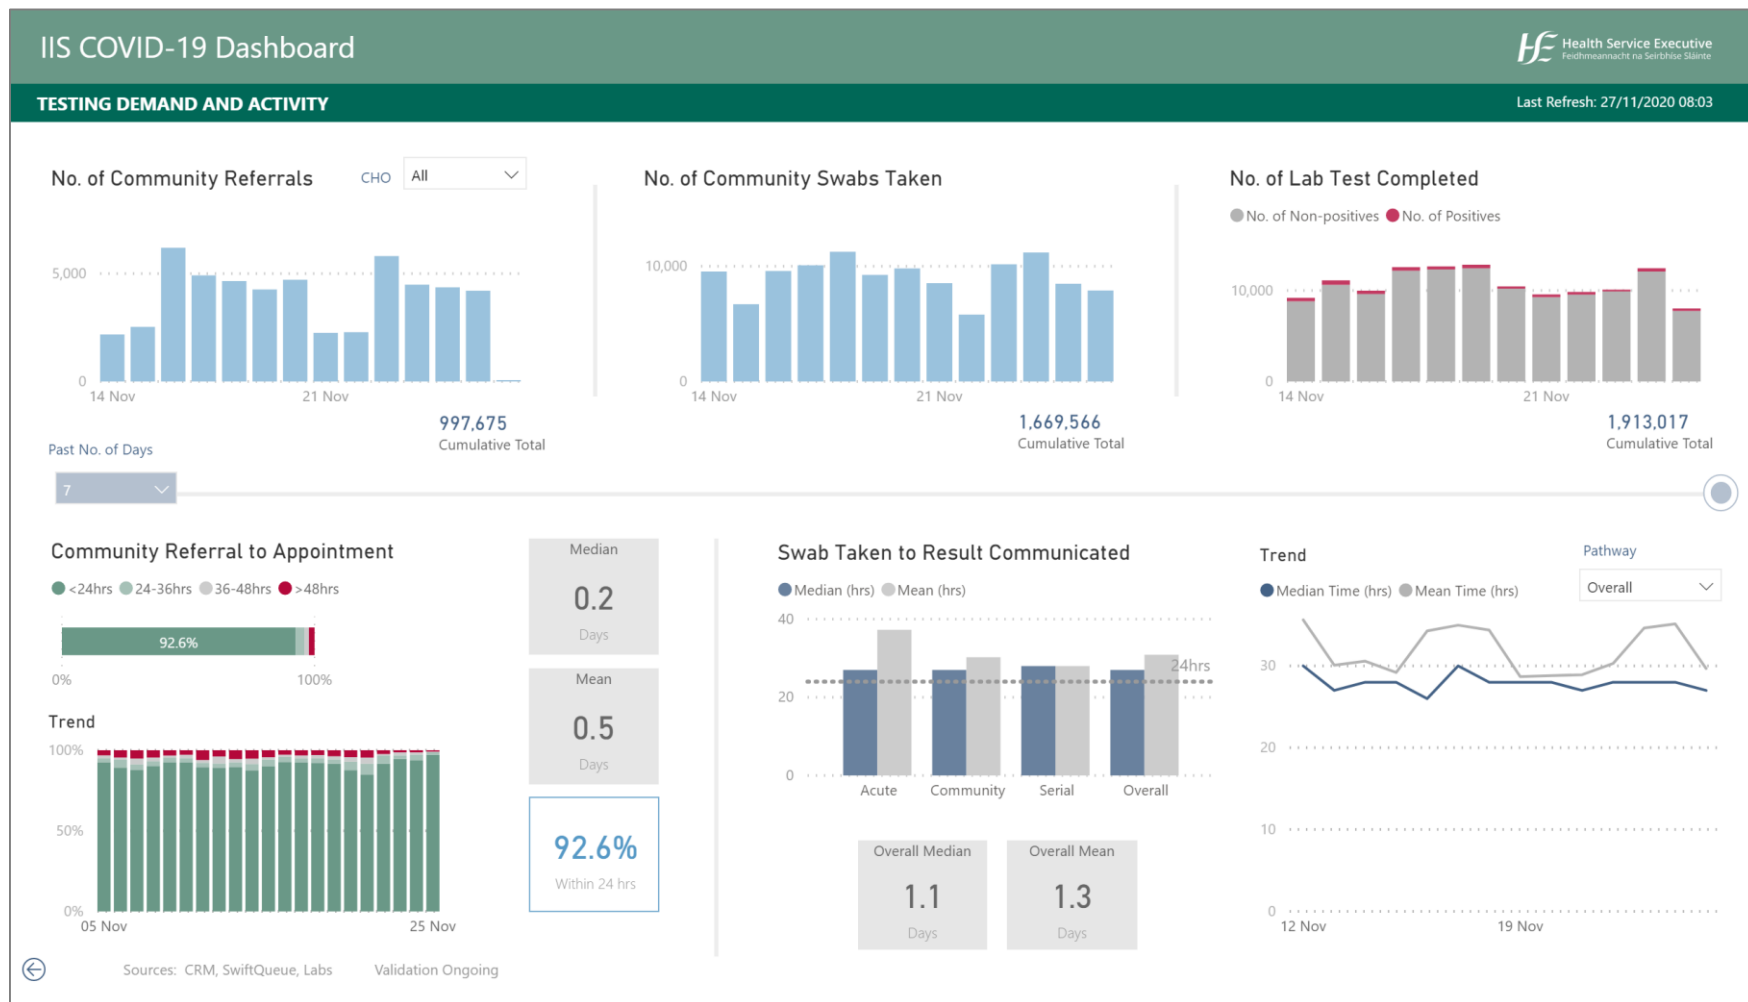 IIS COVID-19 Dashboard
Health Service Executive
Feidhmeannacht na Seirbhíse Sláinte
TESTING DEMAND AND ACTIVITY
Last Refresh: 27/11/2020 08:03
No. of Community Referrals
CHO
All
5,000
0
14 Nov
21 Nov
997,675
Cumulative Total
No. of Community Swabs Taken
10,000
0
14 Nov
21 Nov
1,669,566
Cumulative Total
No. of Lab Test Completed
No. of Non-positives No. of Positives
10,000
0
14 Nov
21 Nov
1,913,017
Cumulative Total
Past No. of Days
7
Community Referral to Appointment
<24hrs 24-36hrs 36-48hrs >48hrs
92.6%
0%
100%
Trend
100%
50%
0%
05 Nov
25 Nov
Median
0.2
Days
Mean
0.5
Days
92.6%
Within 24 hrs
Swab Taken to Result Communicated
Median (hrs) Mean (hrs)
40
24hrs
20
0
Acute Community Serial Overall
Overall Median
1.1
Days
Overall Mean
1.3
Days
Trend
Pathway
Overall
Median Time (hrs) Mean Time (hrs)
30
20
10
0
12 Nov
19 Nov
Sources: CRM, SwiftQueue, Labs
Validation Ongoing